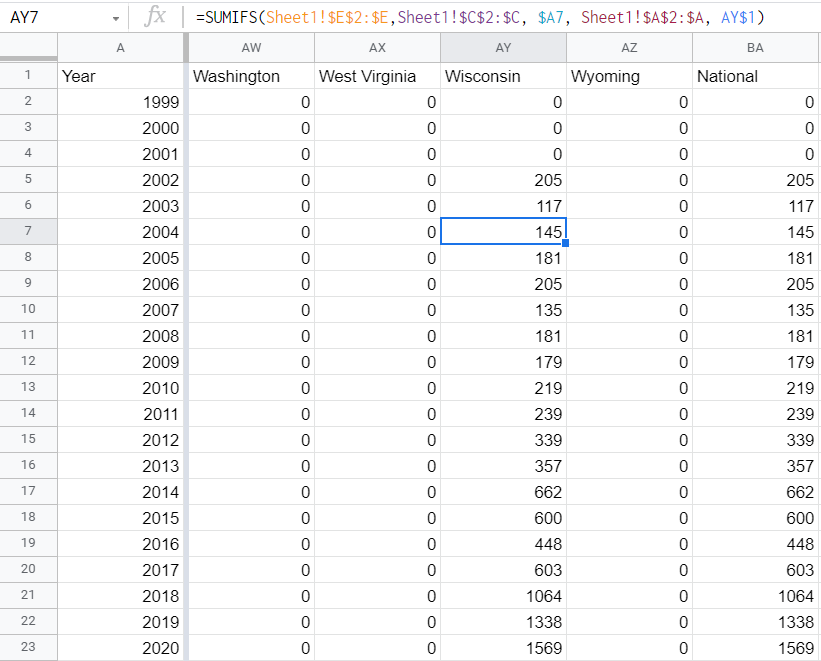 AY7 fx =SUMIFS(Sheet1!$E$2:$E,Sheet1!$C$2:$C, $A7, Sheet1!$A$2:$A, AY$1)
A AW AX AY AZ BA
1 Year Washington West Virginia Wisconsin Wyoming National
2 1999 0 0 0 0 0
3 2000 0 0 0 0 0
4 2001 0 0 0 0 0
5 2002 0 0 205 0 205
6 2003 0 0 117 0 117
7 2004 0 0 145 0 145
8 2005 0 0 181 0 181
9 2006 0 0 205 0 205
10 2007 0 0 135 0 135
11 2008 0 0 181 0 181
12 2009 0 0 179 0 179
13 2010 0 0 219 0 219
14 2011 0 0 239 0 239
15 2012 0 0 339 0 339
16 2013 0 0 357 0 357
17 2014 0 0 662 0 662
18 2015 0 0 600 0 600
19 2016 0 0 448 0 448
20 2017 0 0 603 0 603
21 2018 0 0 1064 0 1064
22 2019 0 0 1338 0 1338
23 2020 0 0 1569 0 1569